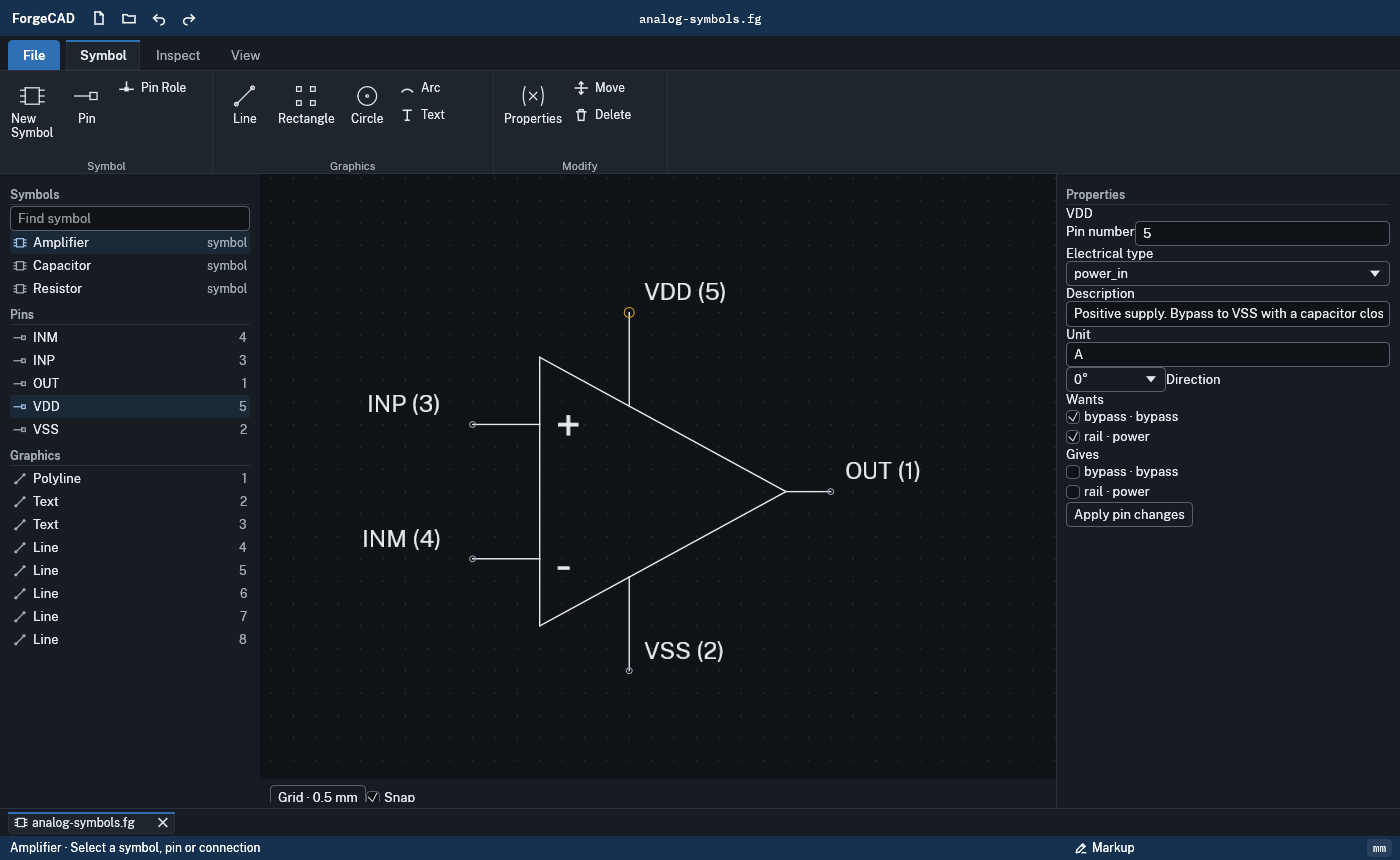 ForgeCAD
analog-symbols.fg
File
Symbol
Inspect
View
New Symbol
Pin
Pin Role
Symbol
Line
Rectangle
Circle
Arc
Text
Graphics
Properties
Move
Delete
Modify
Symbols
Find symbol
Amplifier symbol
Capacitor symbol
Resistor symbol
Pins
INM 4
INP 3
OUT 1
VDD 5
VSS 2
Graphics
Polyline 1
Text 2
Text 3
Line 4
Line 5
Line 6
Line 7
Line 8
VDD (5)
INP (3)
+
OUT (1)
INM (4)
-
VSS (2)
Grid · 0.5 mm
Snap
Properties
VDD
Pin number 5
Electrical type
power_in
Description
Positive supply. Bypass to VSS with a capacitor clos
Unit
A
0° Direction
Wants
bypass · bypass
rail · power
Gives
bypass · bypass
rail · power
Apply pin changes
analog-symbols.fg
Amplifier · Select a symbol, pin or connection
Markup
mm